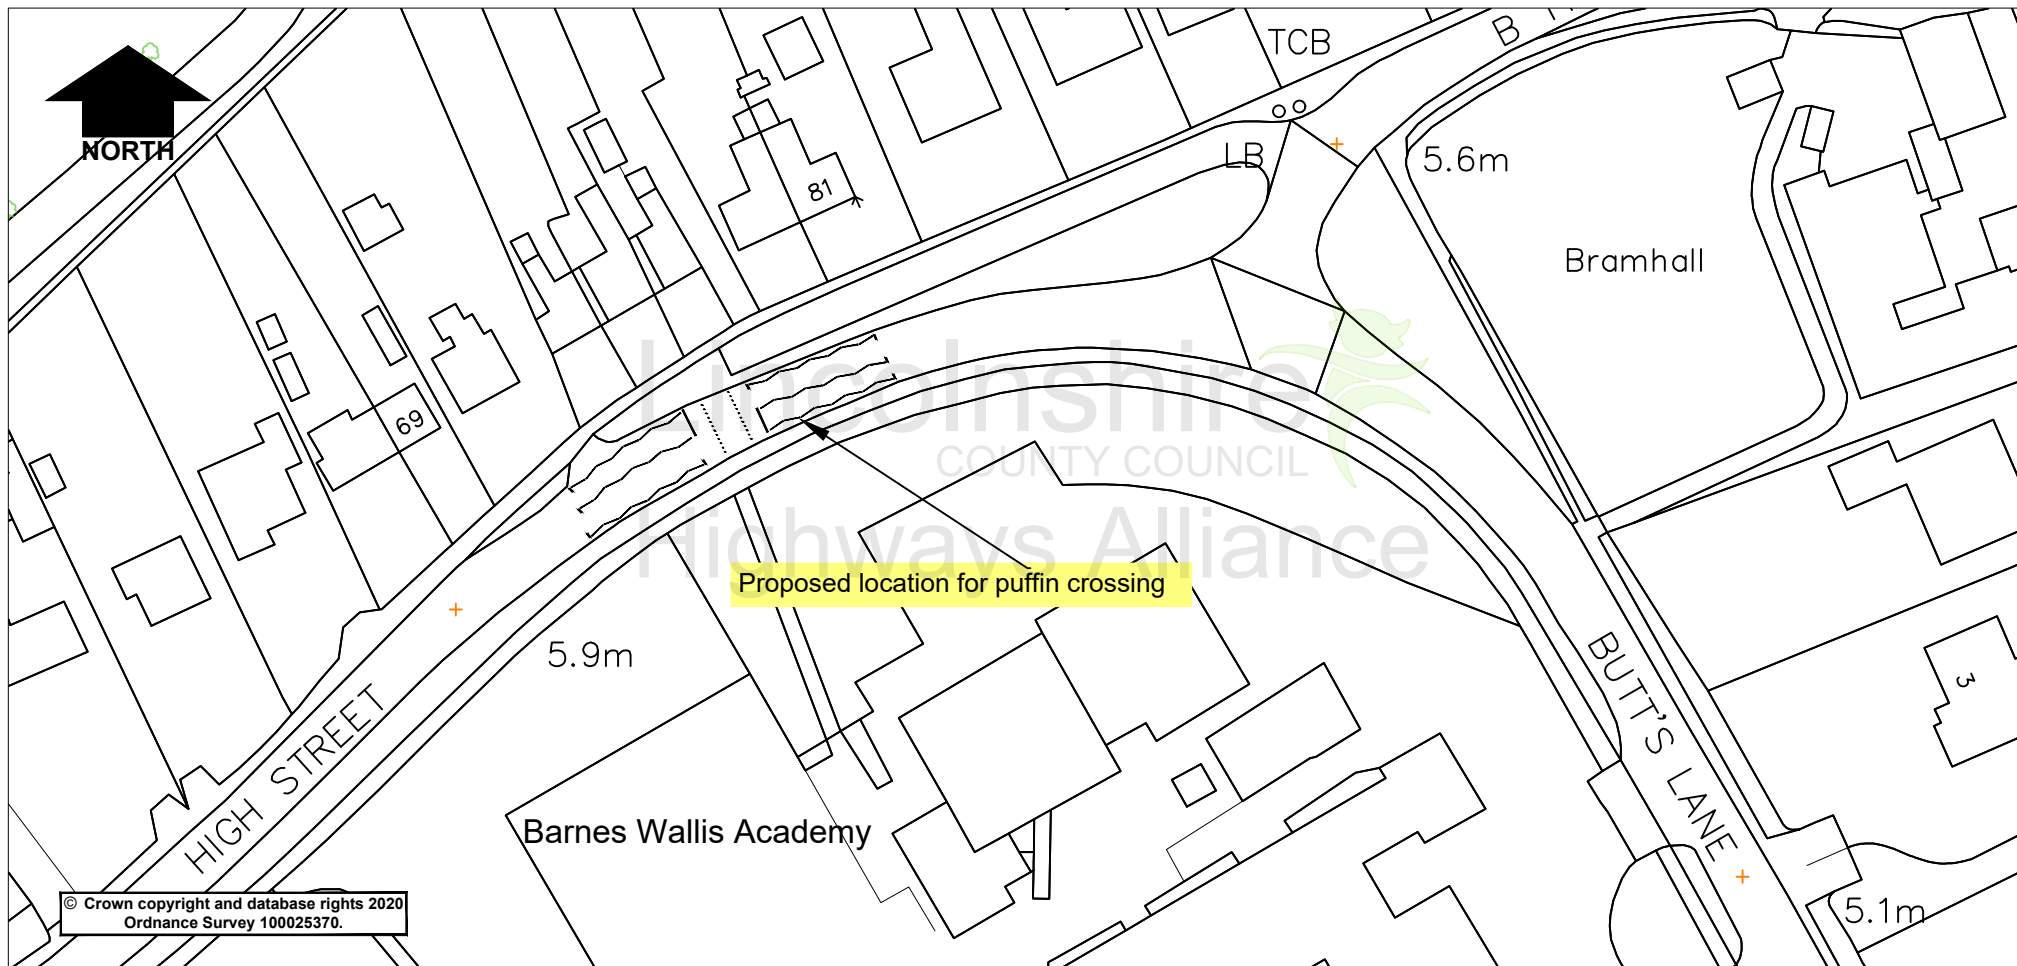 NORTH
TCB
B
LB
5.6m
81
Bramhall
Lincolnshire
COUNTY COUNCIL
Highways Alliance
69
Proposed location for puffin crossing
5.9m
BUTT'S LANE
3
HIGH STREET
Barnes Wallis Academy
© Crown copyright and database rights 2020
Ordnance Survey 100025370.
5.1m